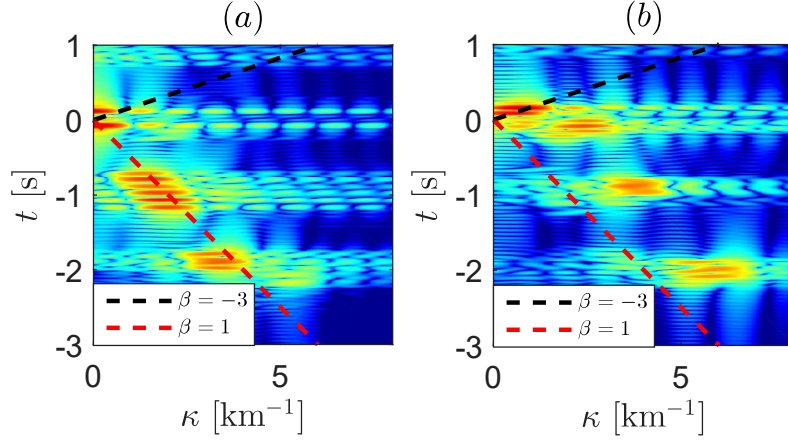 (a) (b)
1 1
0 0
-1 -1
-2 -2
-3 -3
t [s] t [s]
β = −3 β = −3
β = 1 β = 1
0 5 0 5
κ [km⁻¹] κ [km⁻¹]